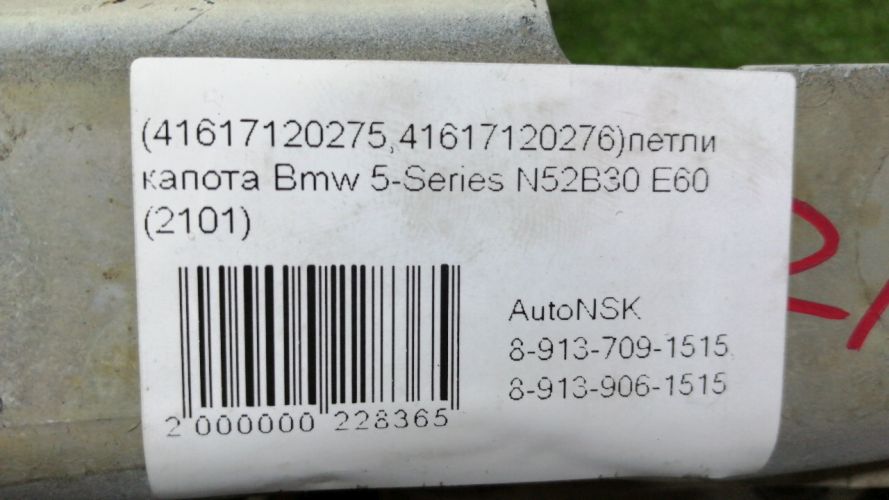 (41617120275,41617120276)петли
капота Bmw 5-Series N52B30 E60
(2101)
AutoNSK
8-913-709-1515
8-913-906-1515
2 000000 228365